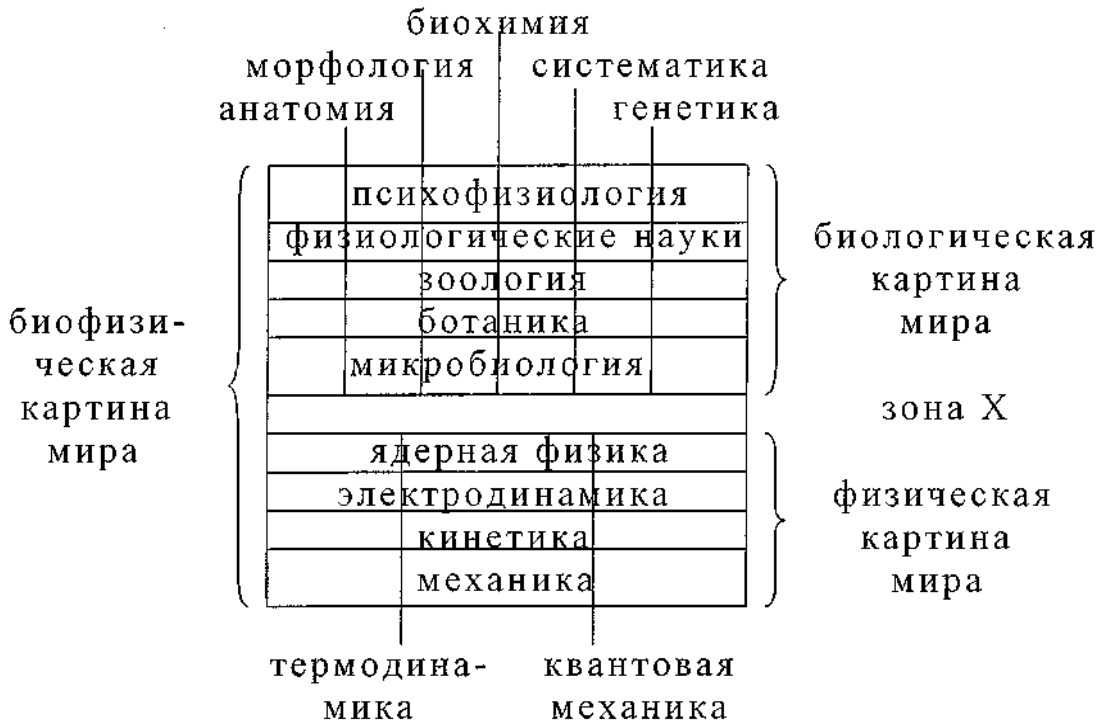 биохимия
морфология систематика
анатомия генетика
психофизиология
физиологические науки
зоология
ботаника
микробиология
биологическая
картина
мира
биофизи-
ческая
картина
мира
зона X
ядерная физика
электродинамика
кинетика
механика
физическая
картина
мира
термодина-
мика
квантовая
механика